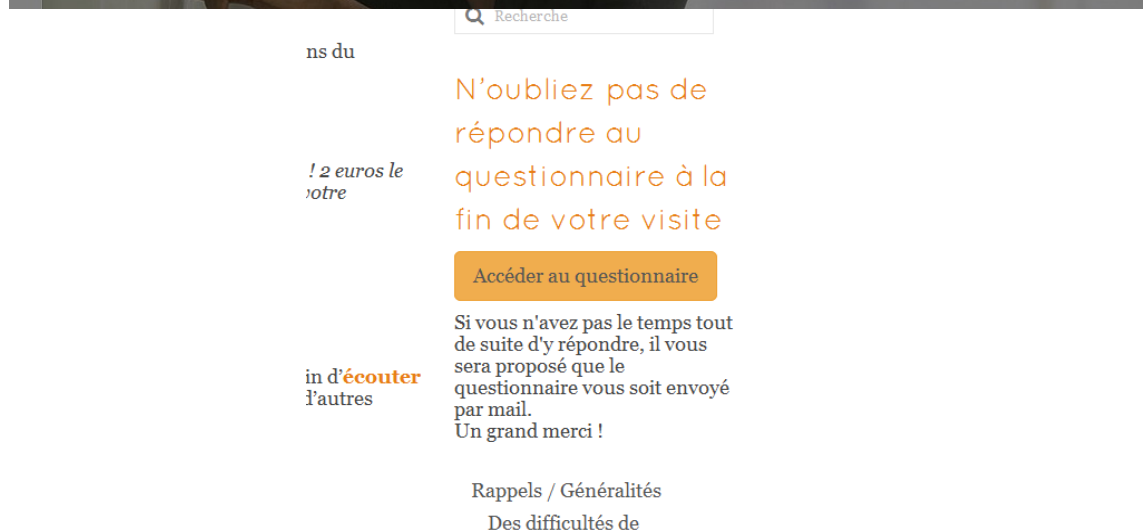 Recherche
ns du
! 2 euros le
votre
in d'écouter
d'autres
N'oubliez pas de
répondre au
questionnaire à la
fin de votre visite
Accéder au questionnaire
Si vous n'avez pas le temps tout
de suite d'y répondre, il vous
sera proposé que le
questionnaire vous soit envoyé
par mail.
Un grand merci !
Rappels / Généralités
Des difficultés de